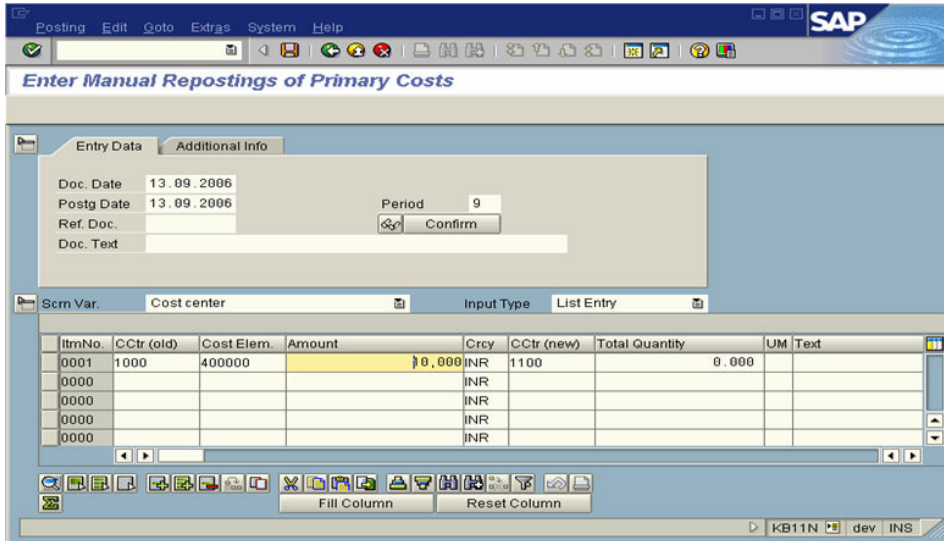 Posting Edit Goto Extras System Help
SAP
Enter Manual Repostings of Primary Costs
Entry Data Additional Info
Doc. Date 13.09.2006
Postg Date 13.09.2006 Period 9
Ref. Doc. Confirm
Doc. Text
Scrn Var. Cost center Input Type List Entry
ItmNo. CCtr (old) Cost Elem. Amount Crcy CCtr (new) Total Quantity UM Text
0001 1000 400000 10,000 INR 1100 0.000
0000 INR
0000 INR
0000 INR
0000 INR
Fill Column Reset Column
KB11N dev INS